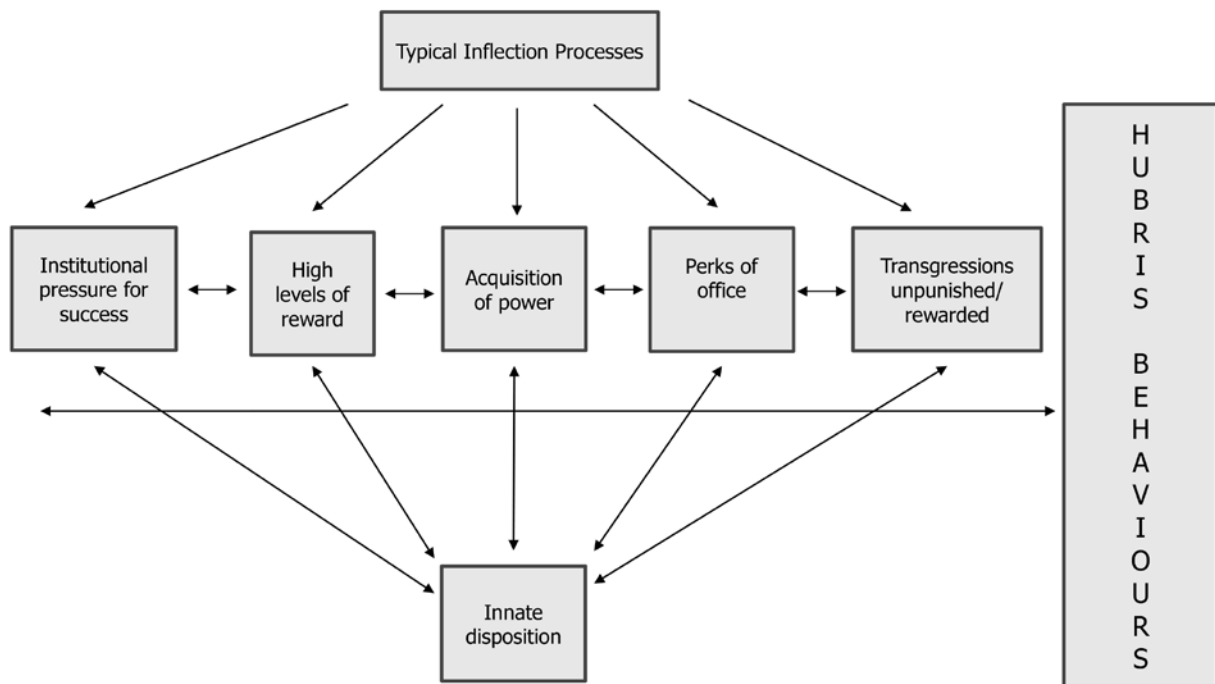 Typical Inflection Processes
Institutional
pressure for
success
High
levels of
reward
Acquisition
of power
Perks of
office
Transgressions
unpunished/
rewarded
Innate
disposition
H
U
B
R
I
S
B
E
H
A
V
I
O
U
R
S